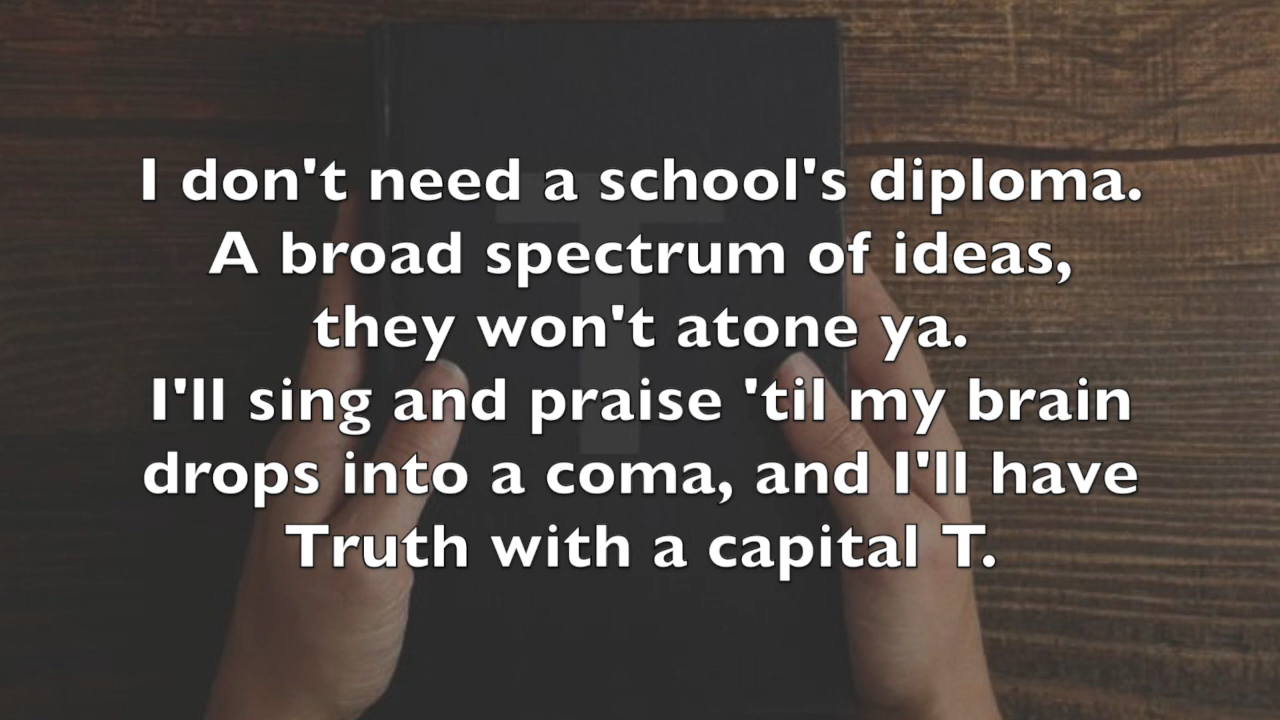 I don't need a school's diploma.
A broad spectrum of ideas,
they won't atone ya.
I'll sing and praise 'til my brain
drops into a coma, and I'll have
Truth with a capital T.
T